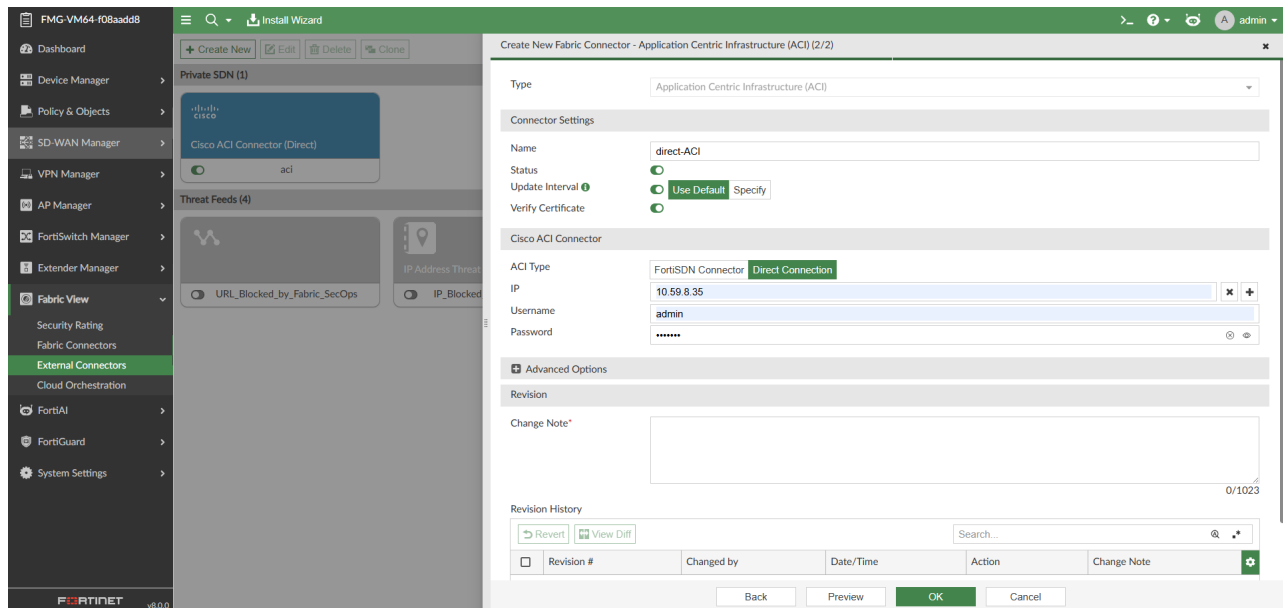 FMG-VM64-f08aadd8
Install Wizard
admin
A
Dashboard
Device Manager
Policy & Objects
SD-WAN Manager
VPN Manager
AP Manager
FortiSwitch Manager
Extender Manager
Fabric View
Security Rating
Fabric Connectors
External Connectors
Cloud Orchestration
FortiAI
FortiGuard
System Settings
FORTINET v8.0.0
+ Create New Edit Delete Clone
Private SDN (1)
CISCO
Cisco ACI Connector (Direct)
aci
Threat Feeds (4)
IP Address Threat
URL_Blocked_by_Fabric_SecOps
IP_Blocked
Create New Fabric Connector - Application Centric Infrastructure (ACI) (2/2)
Type Application Centric Infrastructure (ACI)
Connector Settings
Name direct-ACI
Status
Update Interval Use Default Specify
Verify Certificate
Cisco ACI Connector
ACI Type FortiSDN Connector Direct Connection
IP 10.59.8.35
Username admin
Password •••••••
Advanced Options
Revision
Change Note*
0/1023
Revision History
Revert View Diff Search...
Revision # Changed by Date/Time Action Change Note
Back Preview OK Cancel